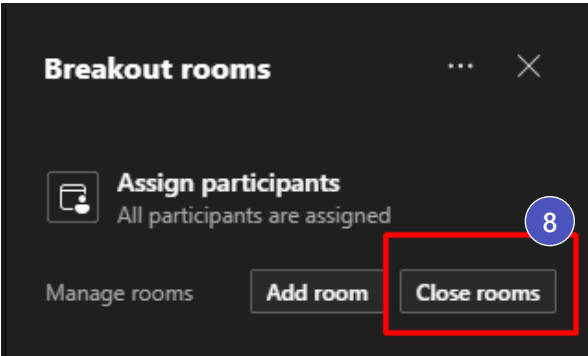 Breakout rooms
Assign participants
All participants are assigned
8
Manage rooms Add room Close rooms